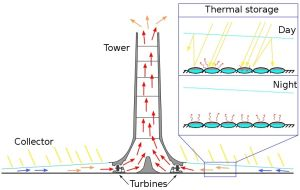 Thermal storage
Day
Tower
Night
Collector
Turbines